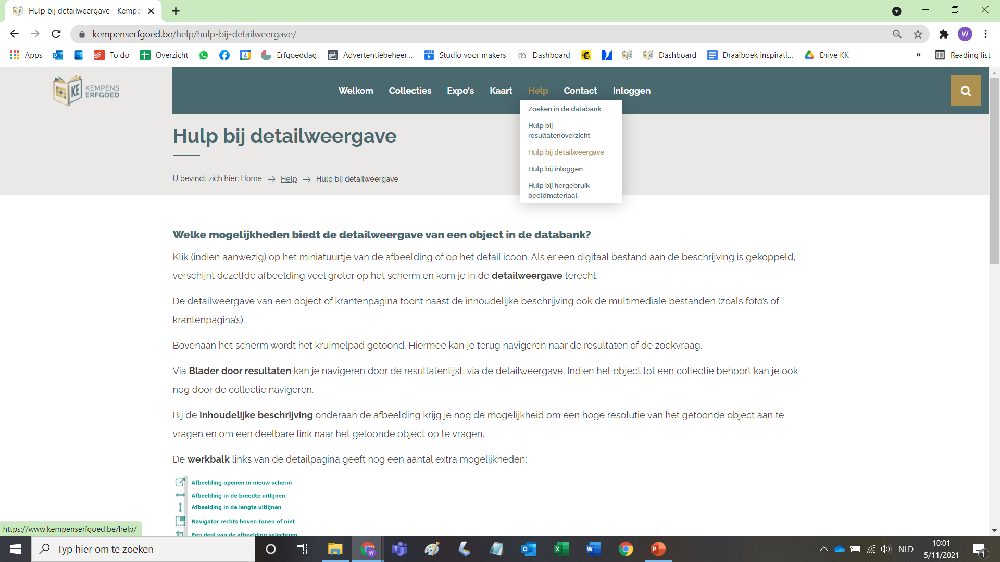 Hulp bij detailweergave - Kempe
kempenserfgoed.be/help/hulp-bij-detailweergave/
W
Apps
To do
Overzicht
4
Erfgoeddag
Advertentiebeheer...
Studio voor makers
Dashboard
Dashboard
Draaiboek inspirati...
Drive KK
»
Reading list
KE
KEMPENS
ERFGOED
Welkom
Collecties
Expo's
Kaart
Help
Contact
Inloggen
Zoeken in de databank
Hulp bij
resultatenoverzicht
Hulp bij detailweergave
Hulp bij inloggen
Hulp bij hergebruik
beeldmateriaal
Hulp bij detailweergave
U bevindt zich hier: Home → Help → Hulp bij detailweergave
Welke mogelijkheden biedt de detailweergave van een object in de databank?
Klik (indien aanwezig) op het miniatuurtje van de afbeelding of op het detail icoon. Als er een digitaal bestand aan de beschrijving is gekoppeld,
verschijnt dezelfde afbeelding veel groter op het scherm en kom je in de detailweergave terecht.
De detailweergave van een object of krantenpagina toont naast de inhoudelijke beschrijving ook de multimediale bestanden (zoals foto's of
krantenpagina's).
Bovenaan het scherm wordt het kruimelpad getoond. Hiermee kan je terug navigeren naar de resultaten of de zoekvraag.
Via Blader door resultaten kan je navigeren door de resultatenlijst, via de detailweergave. Indien het object tot een collectie behoort kan je ook
nog door de collectie navigeren.
Bij de inhoudelijke beschrijving onderaan de afbeelding krijg je nog de mogelijkheid om een hoge resolutie van het getoonde object aan te
vragen en om een deelbare link naar het getoonde object op te vragen.
De werkbalk links van de detailpagina geeft nog een aantal extra mogelijkheden:
Afbeelding openen in nieuw scherm
Afbeelding in de breedte uitlijnen
Afbeelding in de lengte uitlijnen
Navigator rechts boven tonen of niet
Een deel van de afbeelding selecteren
https://www.kempenserfgoed.be/help/
Typ hier om te zoeken
NLD
10:01
5/11/2021
1